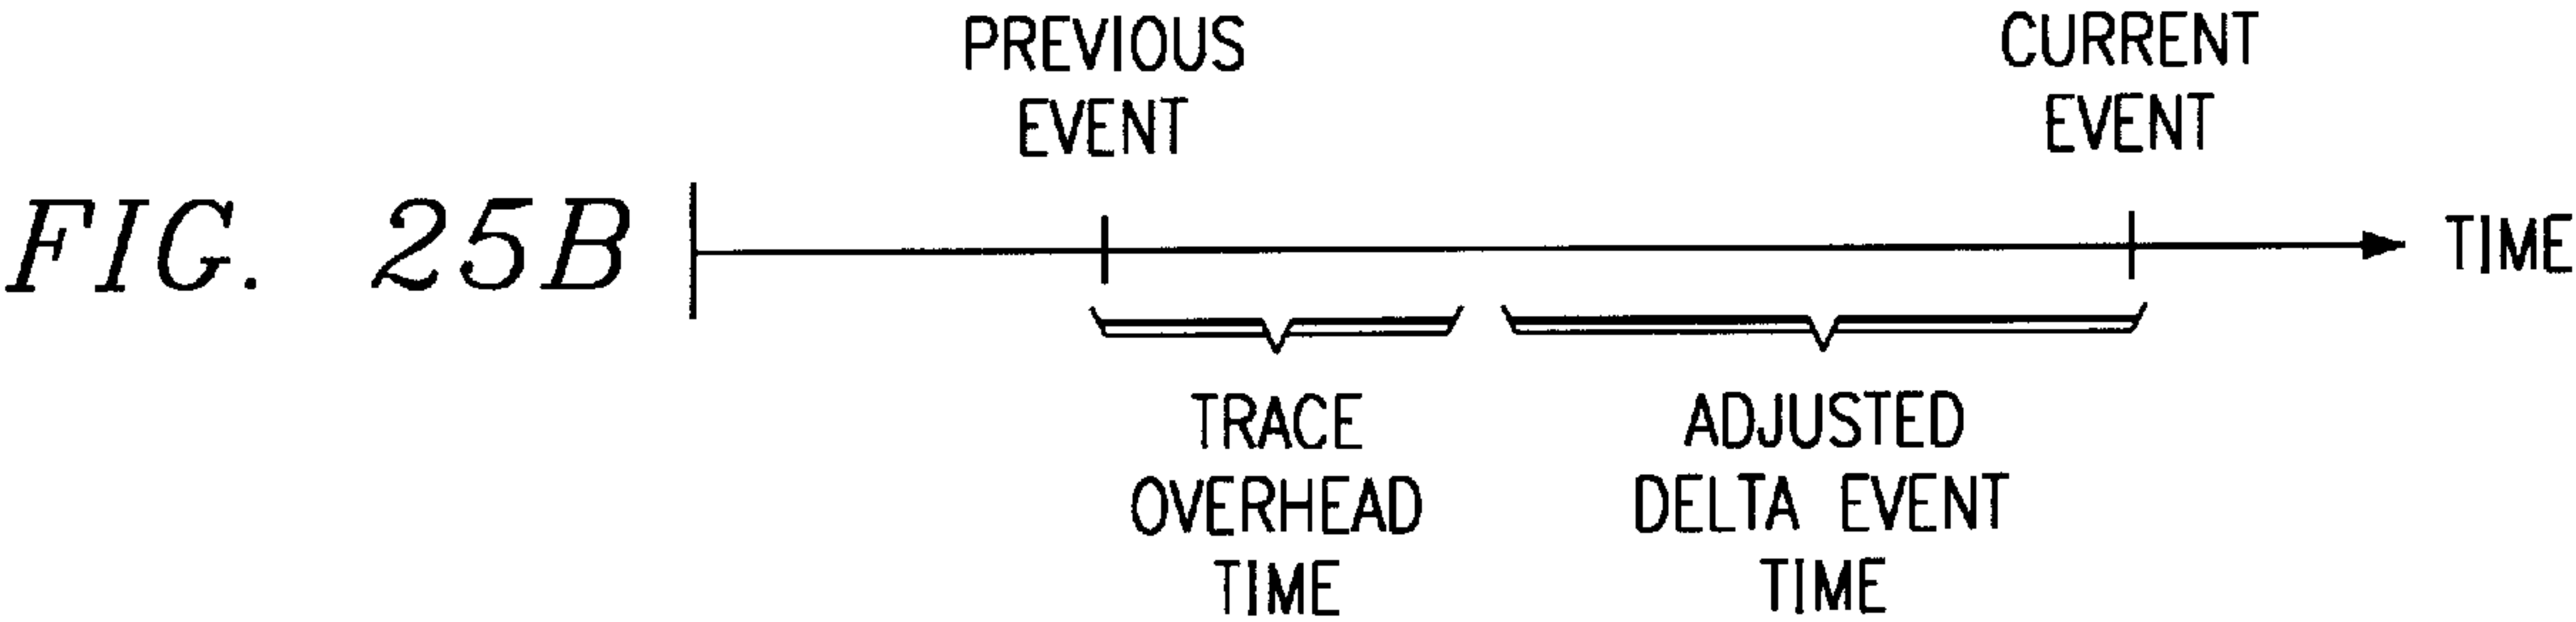 PREVIOUS
EVENT
CURRENT
EVENT
FIG. 25B
TIME
TRACE
OVERHEAD
TIME
ADJUSTED
DELTA EVENT
TIME